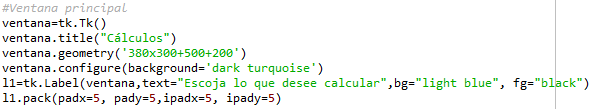 #Ventana principal
ventana=tk.Tk()
ventana.title("Cálculos")
ventana.geometry('380x300+500+200')
ventana.configure(background='dark turquoise')
l1=tk.Label(ventana,text="Escoja lo que desee calcular",bg="light blue", fg="black")
l1.pack(padx=5, pady=5,ipadx=5, ipady=5)